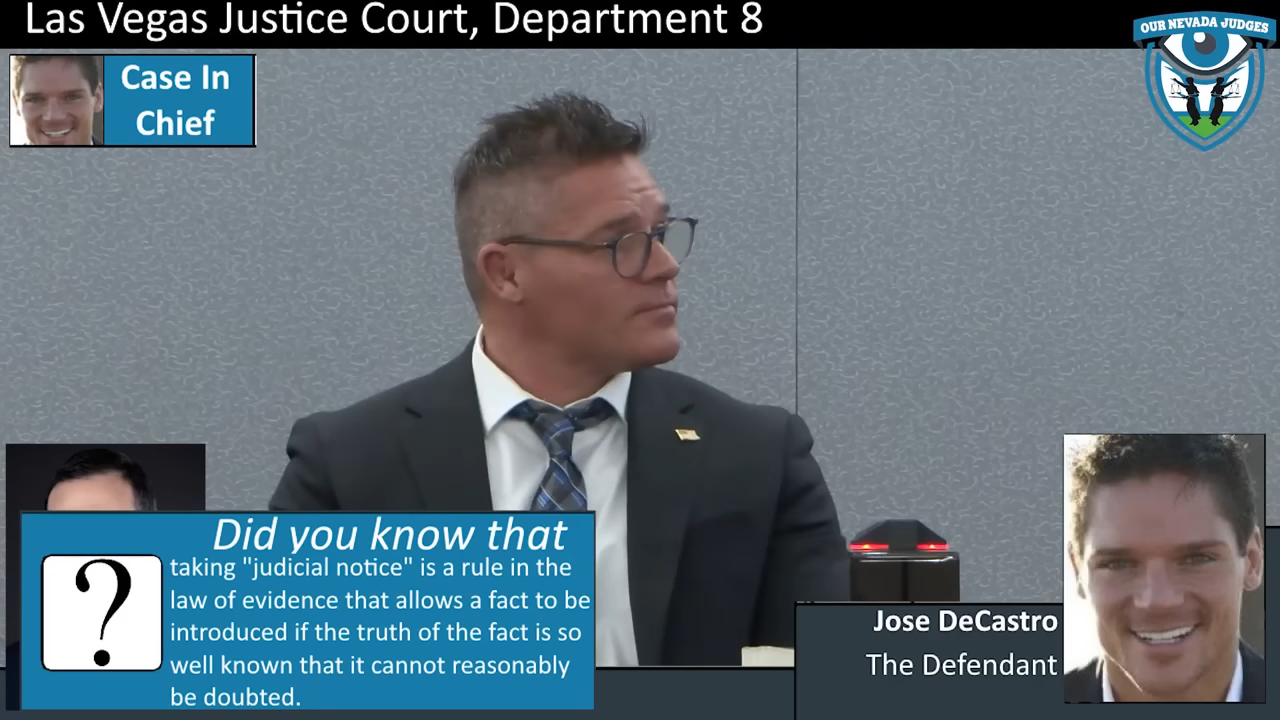 Las Vegas Justice Court, Department 8
OUR NEVADA JUDGES
Case In
Chief
Did you know that
?
taking "judicial notice" is a rule in the
law of evidence that allows a fact to be
introduced if the truth of the fact is so
well known that it cannot reasonably
be doubted.
Jose DeCastro
The Defendant